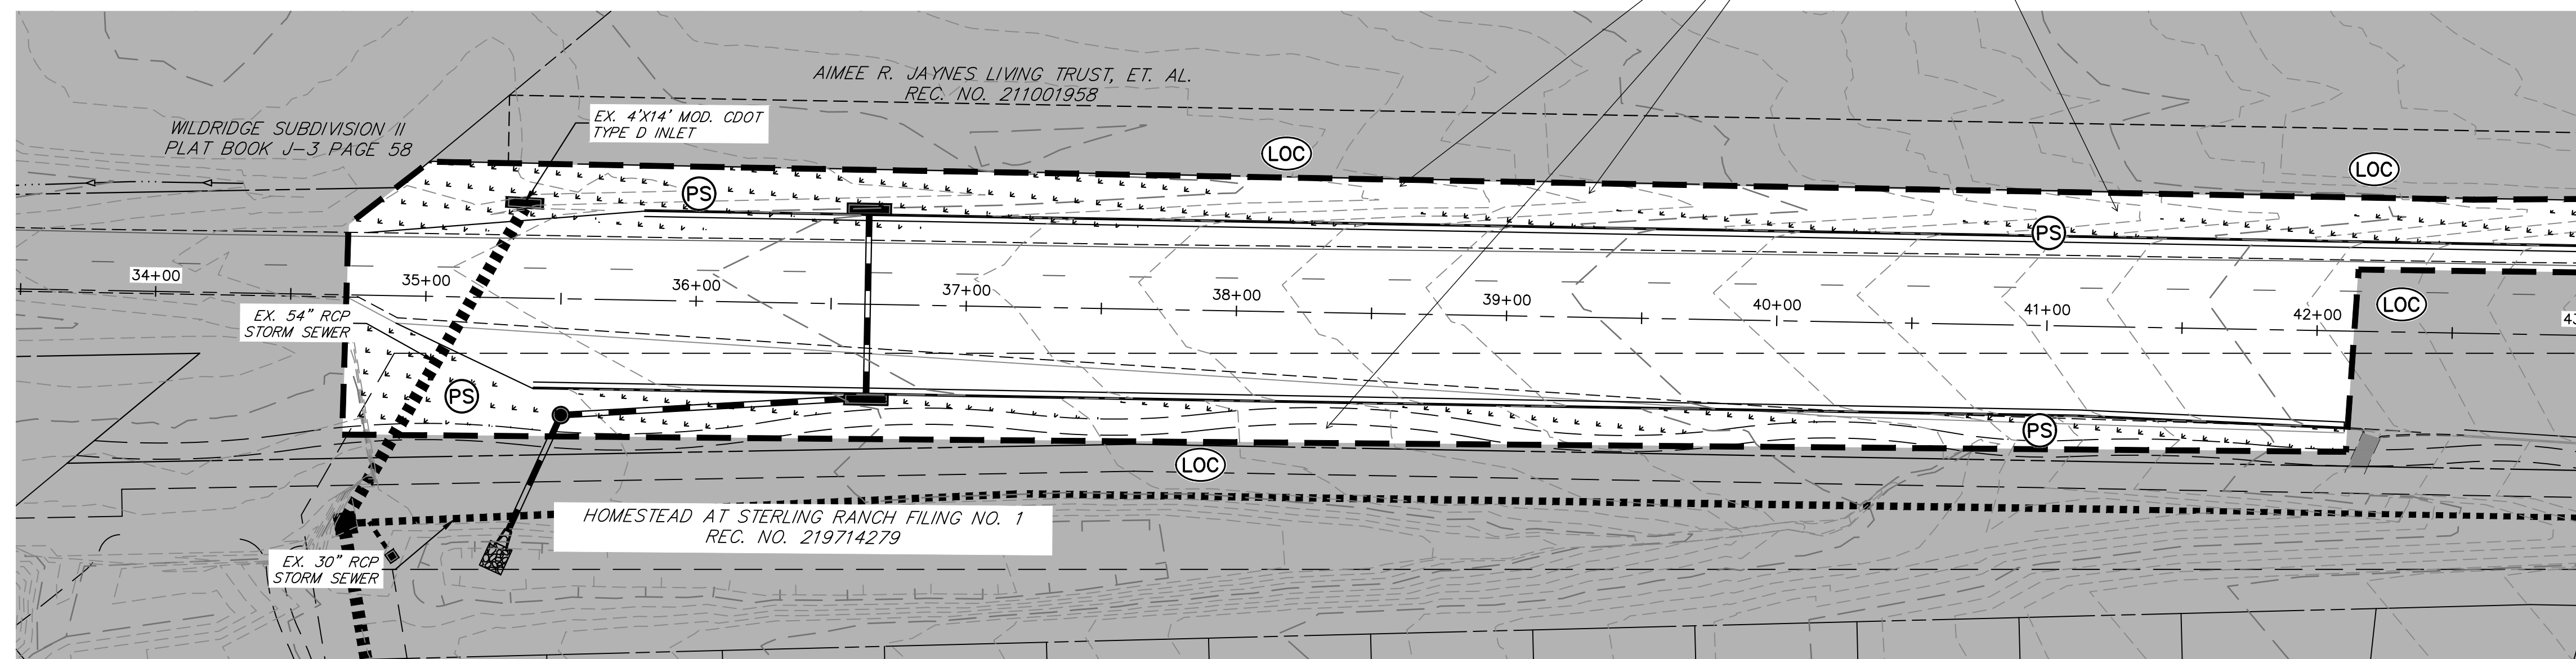 AIMEE R. JAYNES LIVING TRUST, ET. AL.
REC. NO. 211001958
EX. 4'X14' MOD. CDOT
TYPE D INLET
WILDRIDGE SUBDIVISION II
PLAT BOOK J-3 PAGE 58
LOC
LOC
PS
PS
34+00
35+00
36+00
37+00
38+00
39+00
40+00
41+00
42+00
LOC
EX. 54" RCP
STORM SEWER
PS
PS
LOC
HOMESTEAD AT STERLING RANCH FILING NO. 1
REC. NO. 219714279
EX. 30" RCP
STORM SEWER